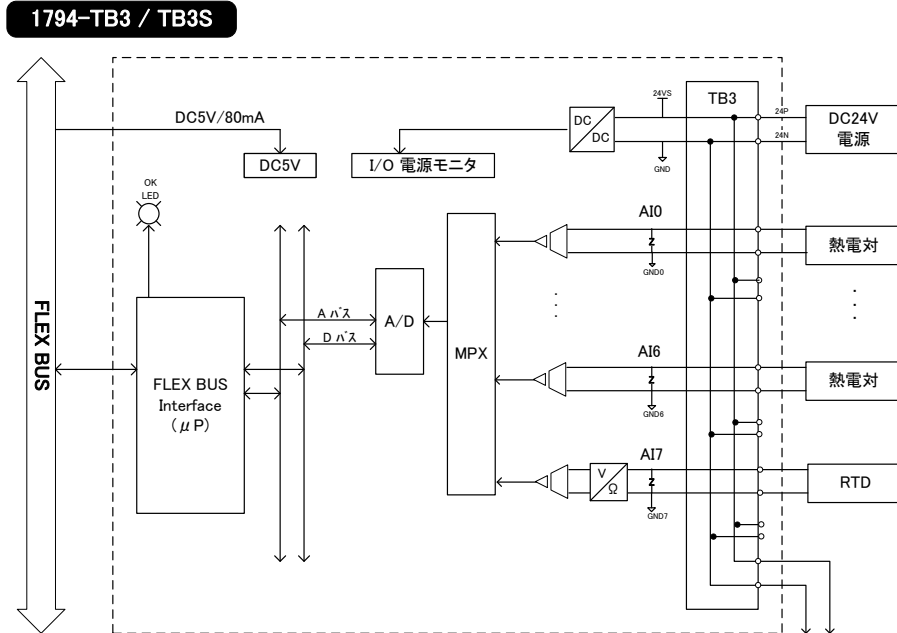 1794-TB3 / TB3S
FLEX BUS
DC5V/80mA
DC5V
I/O 電源モニタ
DC
DC
24VS
GND
TB3
24P
24N
DC24V
電源
OK
LED
AI0
GND0
熱電対
A バス
D バス
A/D
MPX
FLEX BUS
Interface
(μP)
AI6
GND6
熱電対
AI7
V
Ω
GND7
RTD